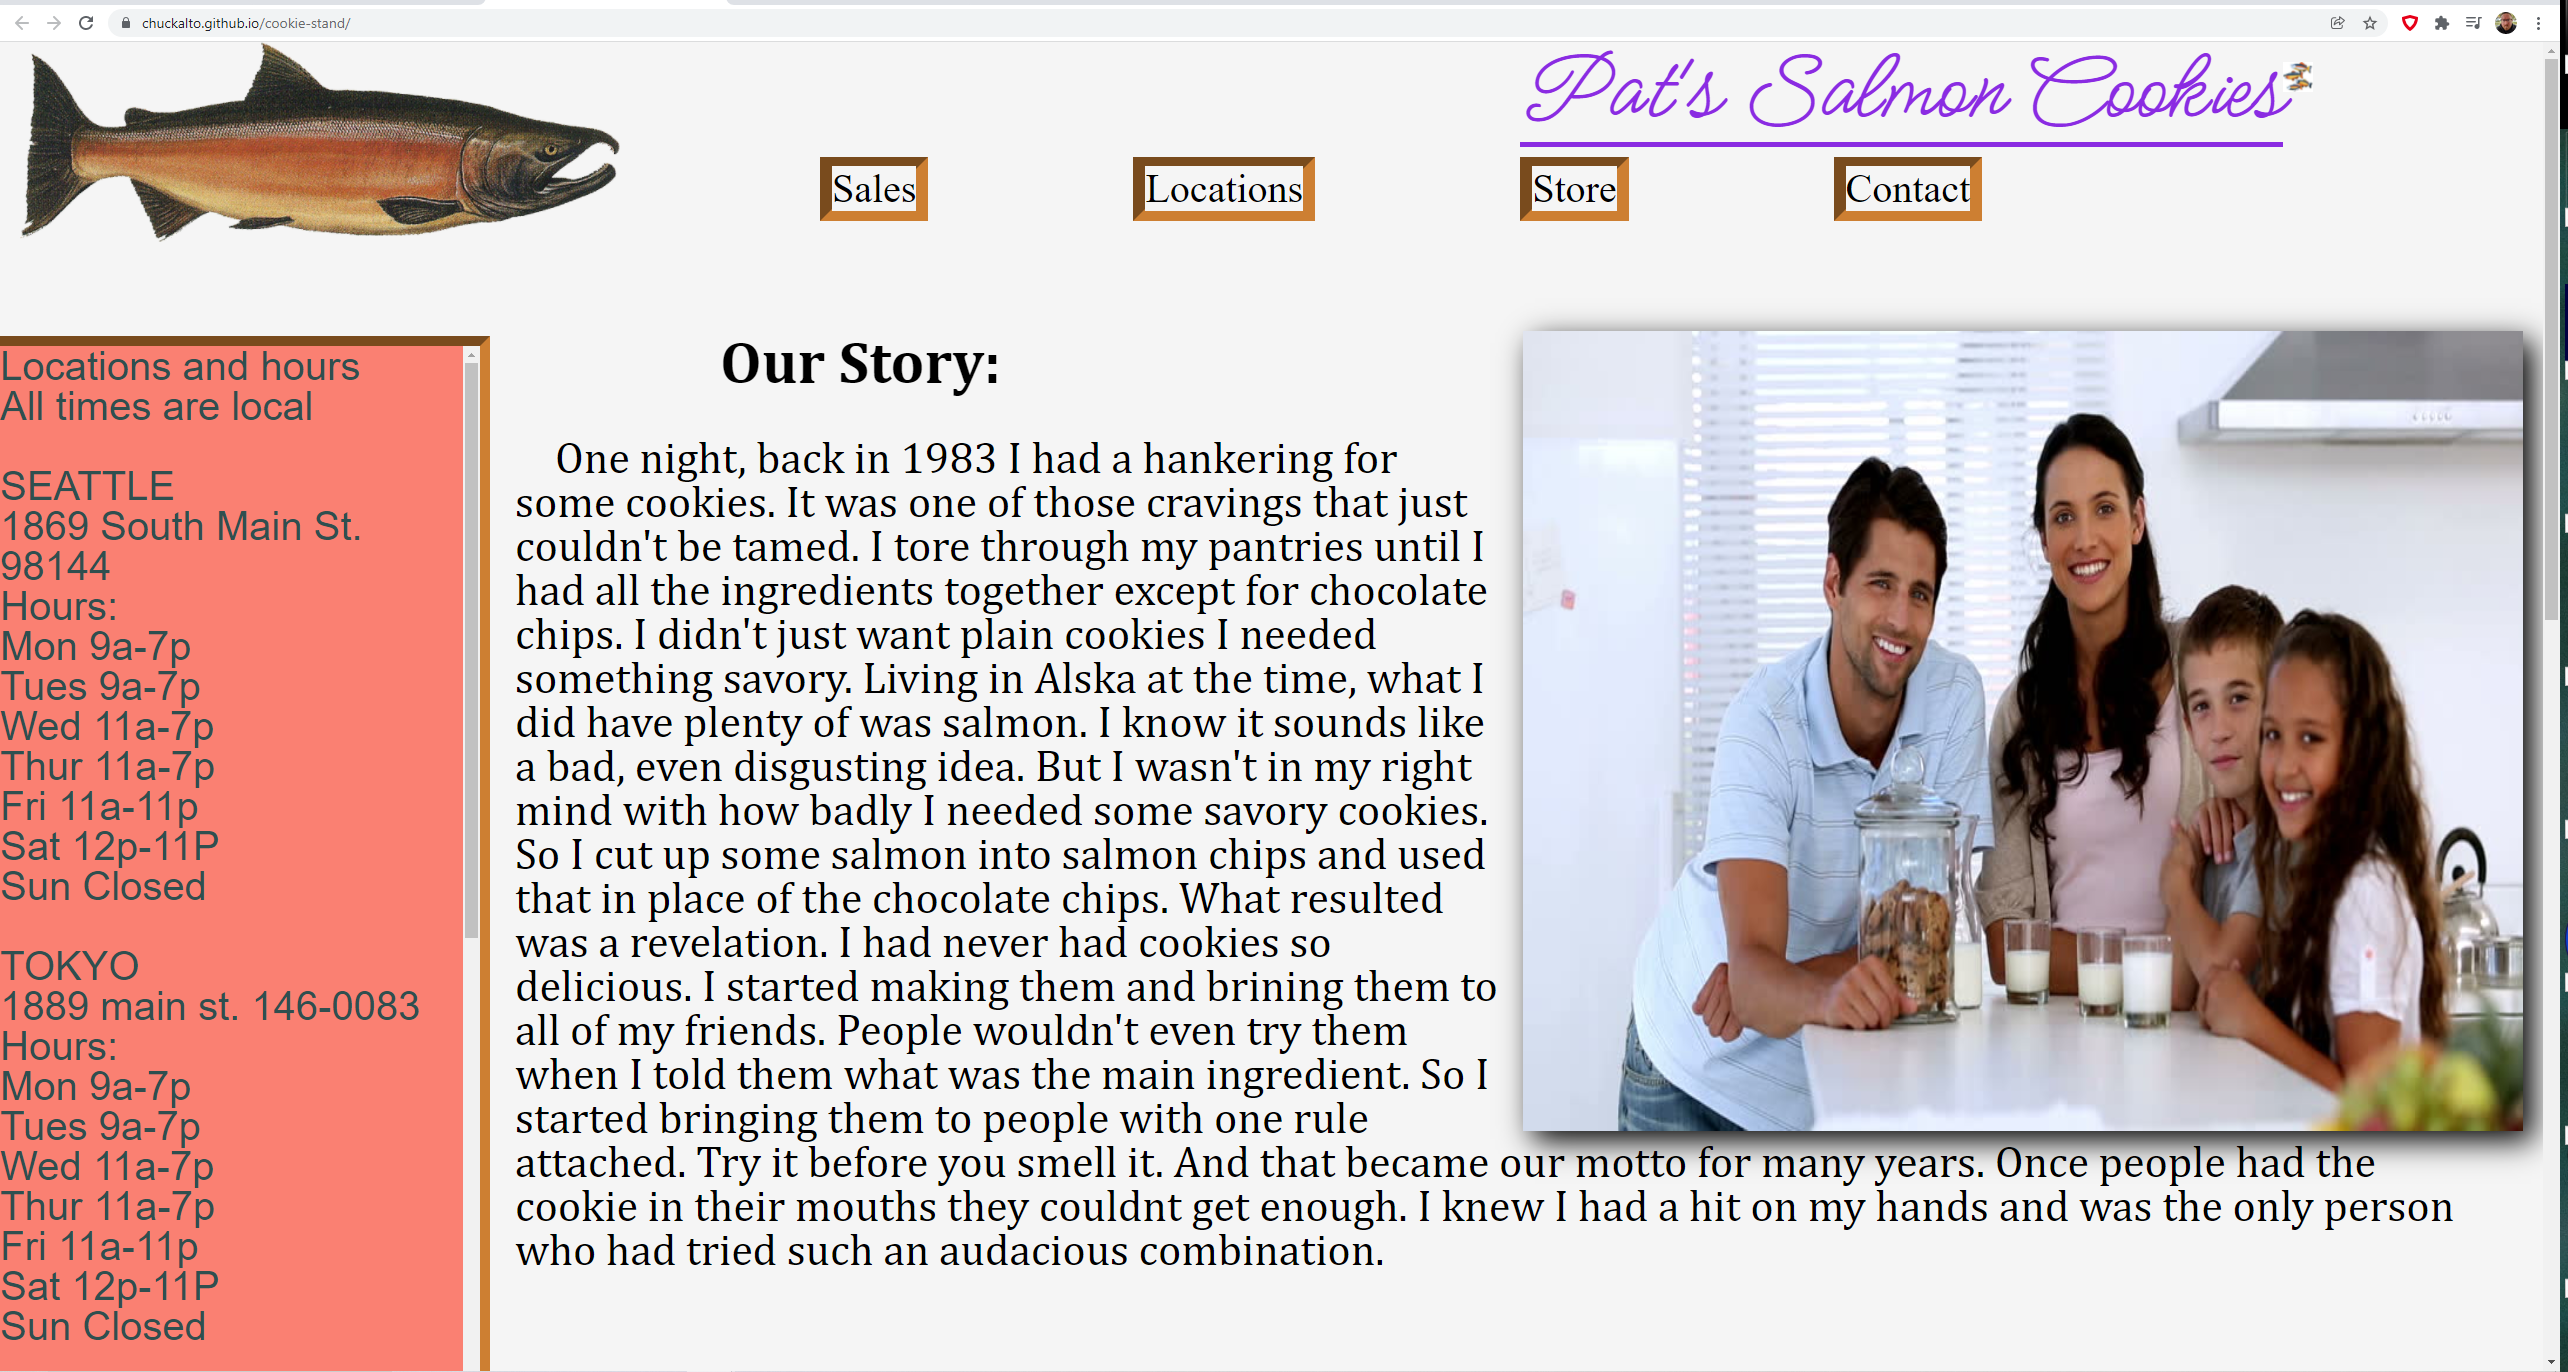 chuckalto.github.io/cookie-stand/
Pat's Salmon Cookies
Sales
Locations
Store
Contact
Locations and hours
All times are local
SEATTLE
1869 South Main St.
98144
Hours:
Mon 9a-7p
Tues 9a-7p
Wed 11a-7p
Thur 11a-7p
Fri 11a-11p
Sat 12p-11P
Sun Closed
TOKYO
1889 main st. 146-0083
Hours:
Mon 9a-7p
Tues 9a-7p
Wed 11a-7p
Thur 11a-7p
Fri 11a-11p
Sat 12p-11P
Sun Closed
Our Story:
One night, back in 1983 I had a hankering for
some cookies. It was one of those cravings that just
couldn't be tamed. I tore through my pantries until I
had all the ingredients together except for chocolate
chips. I didn't just want plain cookies I needed
something savory. Living in Alska at the time, what I
did have plenty of was salmon. I know it sounds like
a bad, even disgusting idea. But I wasn't in my right
mind with how badly I needed some savory cookies.
So I cut up some salmon into salmon chips and used
that in place of the chocolate chips. What resulted
was a revelation. I had never had cookies so
delicious. I started making them and brining them to
all of my friends. People wouldn't even try them
when I told them what was the main ingredient. So I
started bringing them to people with one rule
attached. Try it before you smell it. And that became our motto for many years. Once people had the
cookie in their mouths they couldnt get enough. I knew I had a hit on my hands and was the only person
who had tried such an audacious combination.